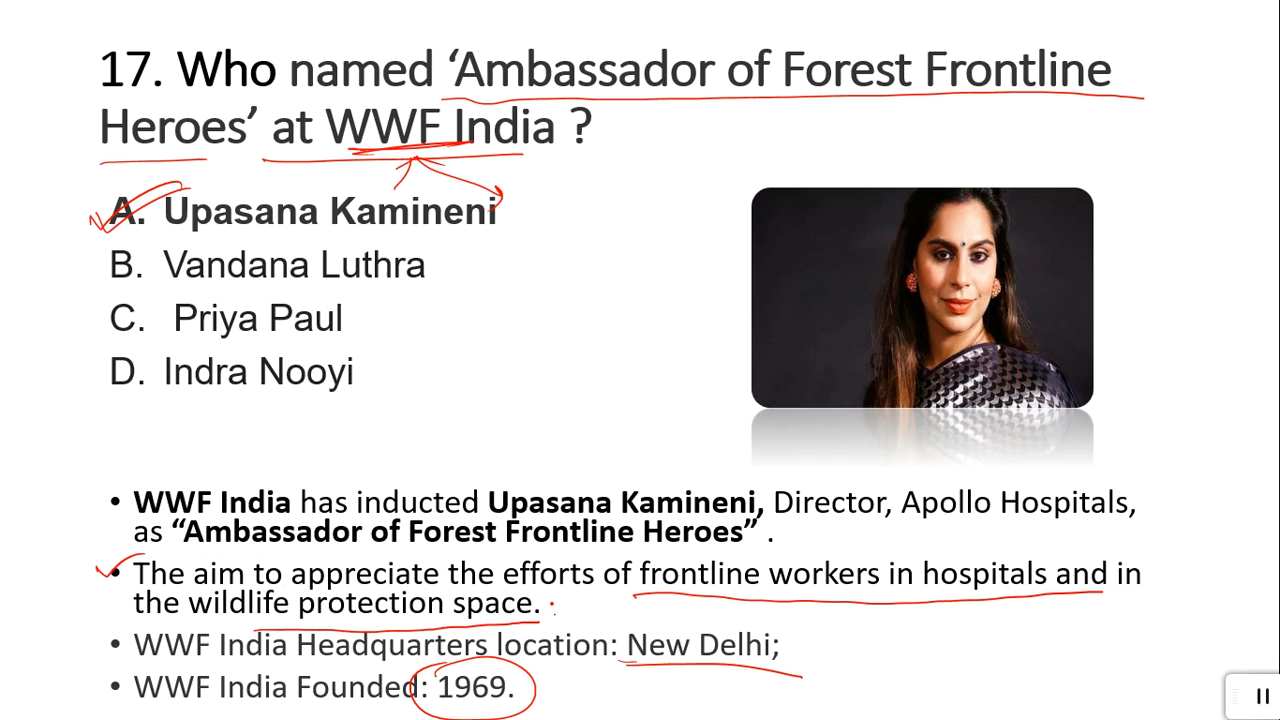 17. Who named ‘Ambassador of Forest Frontline
Heroes’ at WWF India ?
A. Upasana Kamineni
B. Vandana Luthra
C. Priya Paul
D. Indra Nooyi
• WWF India has inducted Upasana Kamineni, Director, Apollo Hospitals,
as “Ambassador of Forest Frontline Heroes” .
• The aim to appreciate the efforts of frontline workers in hospitals and in
the wildlife protection space.
• WWF India Headquarters location: New Delhi;
• WWF India Founded: 1969.